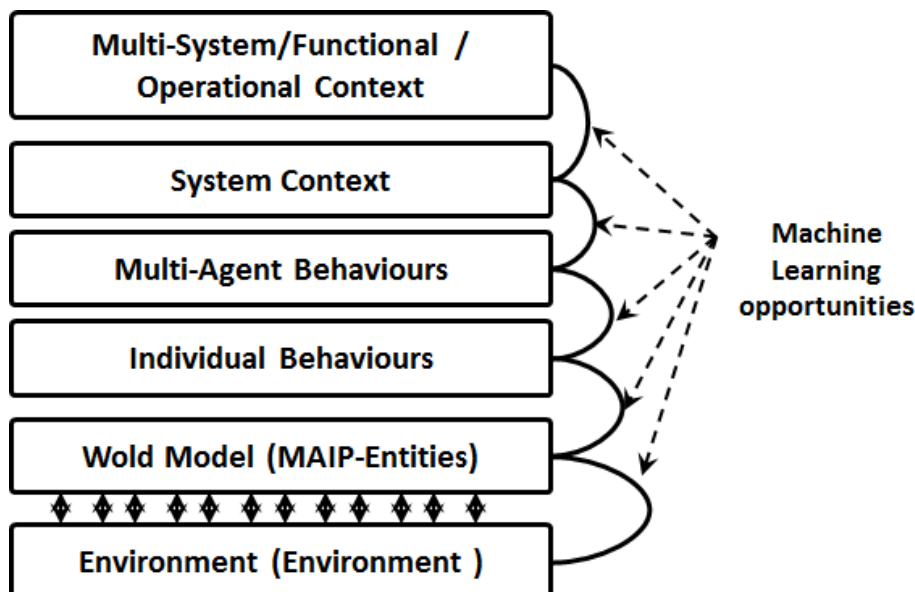 Multi-System/Functional /
Operational Context
System Context
Multi-Agent Behaviours
Individual Behaviours
Wold Model (MAIP-Entities)
Environment (Environment )
Machine
Learning
opportunities